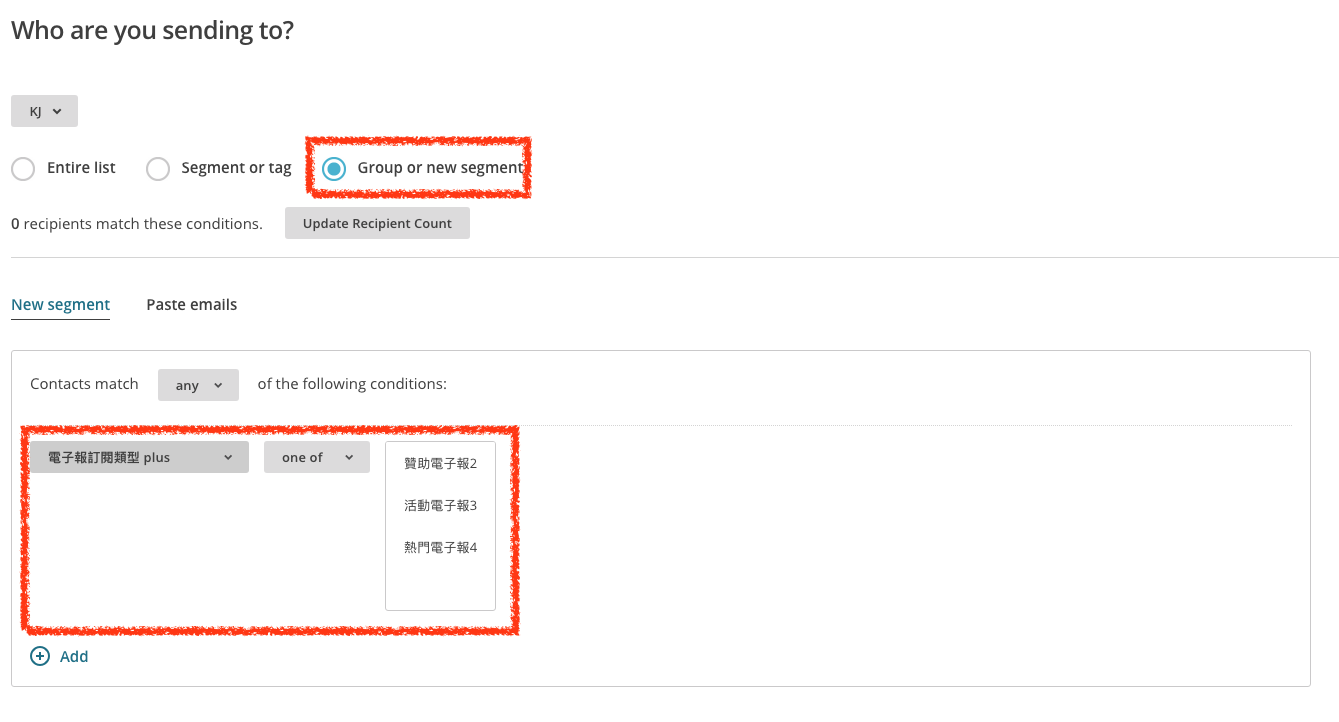 Who are you sending to?
KJ
Entire list Segment or tag Group or new segment
0 recipients match these conditions. Update Recipient Count
New segment Paste emails
Contacts match any of the following conditions:
電子報訂閱類型 plus one of 贊助電子報2
活動電子報3
熱門電子報4
Add